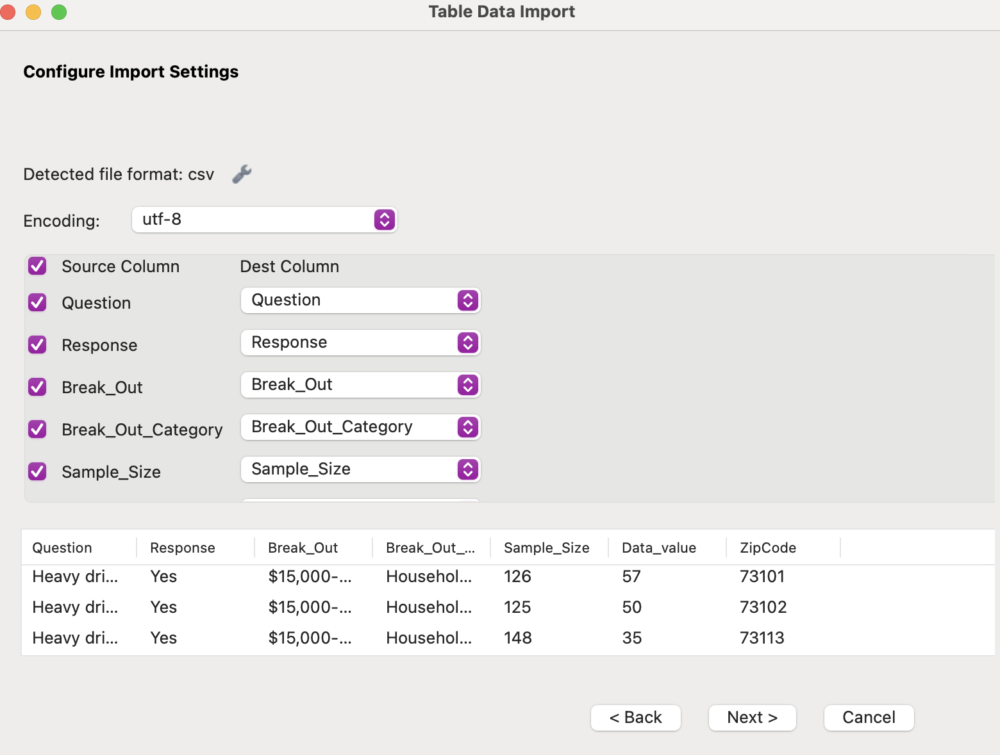 Table Data Import
Configure Import Settings
Detected file format: csv
Encoding: utf-8
Source Column Dest Column
Question Question
Response Response
Break_Out Break_Out
Break_Out_Category Break_Out_Category
Sample_Size Sample_Size
Question Response Break_Out Break_Out_... Sample_Size Data_value ZipCode
Heavy dri... Yes $15,000-... Househol... 126 57 73101
Heavy dri... Yes $15,000-... Househol... 125 50 73102
Heavy dri... Yes $15,000-... Househol... 148 35 73113
< Back Next > Cancel